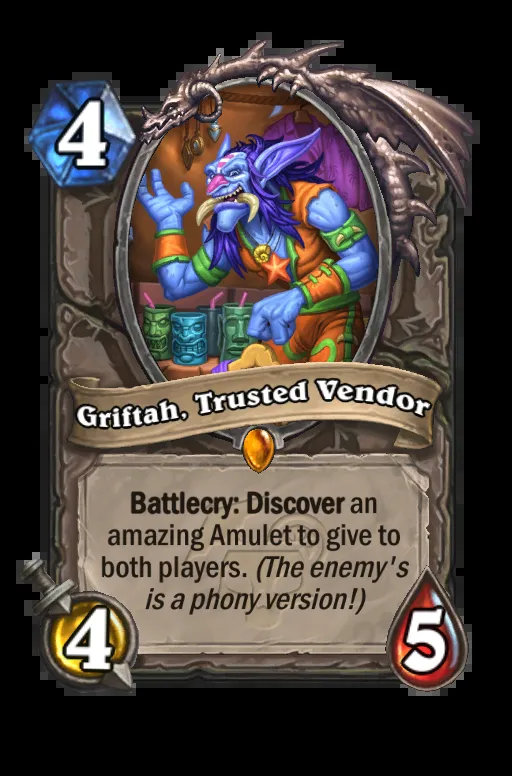 4
Griftah, Trusted Vendor
Battlecry: Discover an
amazing Amulet to give to
both players. (The enemy's
is a phony version!)
4
5